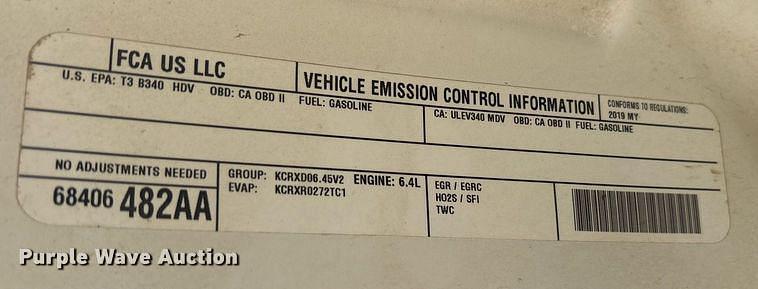 FCA US LLC
VEHICLE EMISSION CONTROL INFORMATION
CONFORMS TO REGULATIONS:
2019 MY
U.S. EPA: T3 B340 HDV OBD: CA OBD II FUEL: GASOLINE
CA: ULEV340 MDV OBD: CA OBD II FUEL: GASOLINE
NO ADJUSTMENTS NEEDED
68406 482AA
GROUP: KCRXD06.45V2 ENGINE: 6.4L
EVAP: KCRXR0272TC1
EGR / EGRC
HO2S / SFI
TWC
Purple Wave Auction